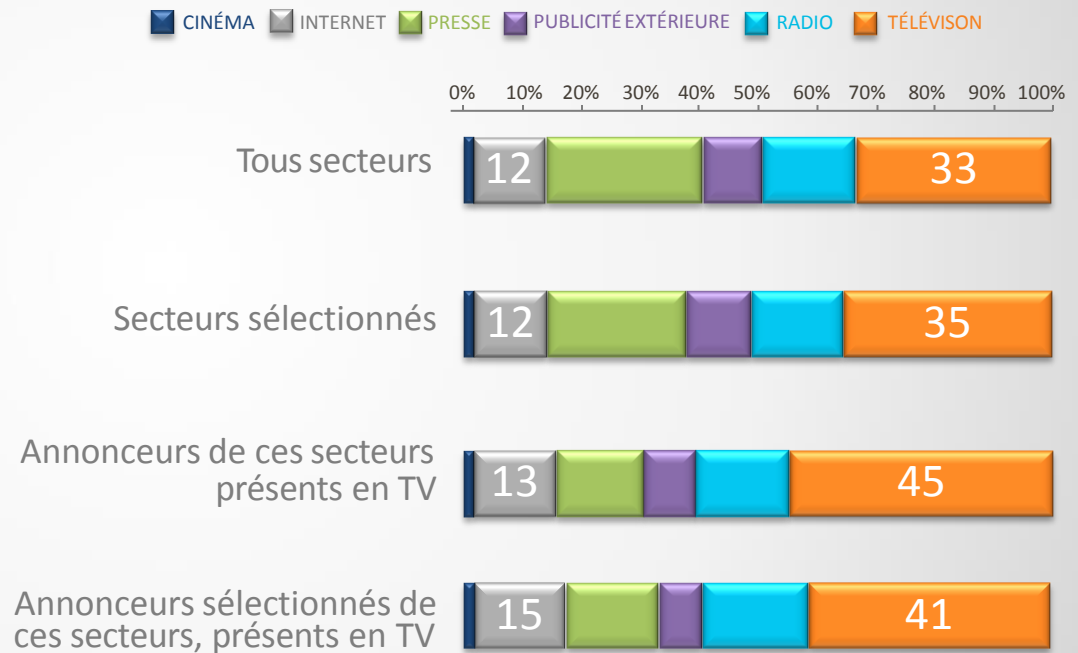 CINÉMA INTERNET PRESSE PUBLICITÉ EXTÉRIEURE RADIO TÉLÉVISON
0% 10% 20% 30% 40% 50% 60% 70% 80% 90% 100%
Tous secteurs 12 33
Secteurs sélectionnés 12 35
Annonceurs de ces secteurs
présents en TV 13 45
Annonceurs sélectionnés de
ces secteurs, présents en TV 15 41